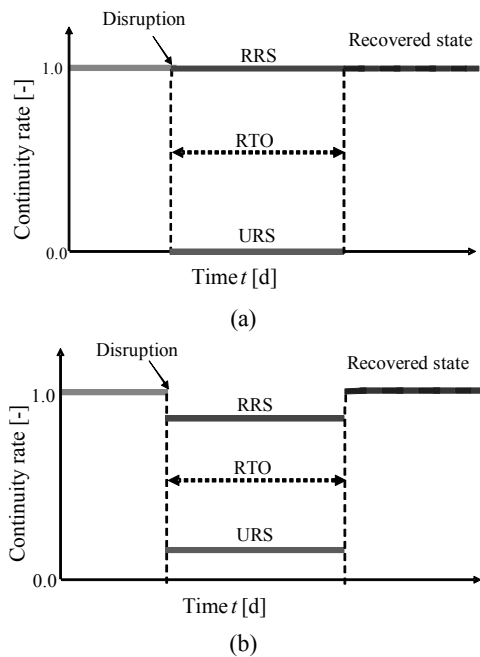 Disruption
Recovered state
RRS
1.0
Continuity rate [-]
RTO
URS
0.0
Time t [d]
(a)
Disruption
Recovered state
1.0
RRS
Continuity rate [-]
RTO
URS
0.0
Time t [d]
(b)